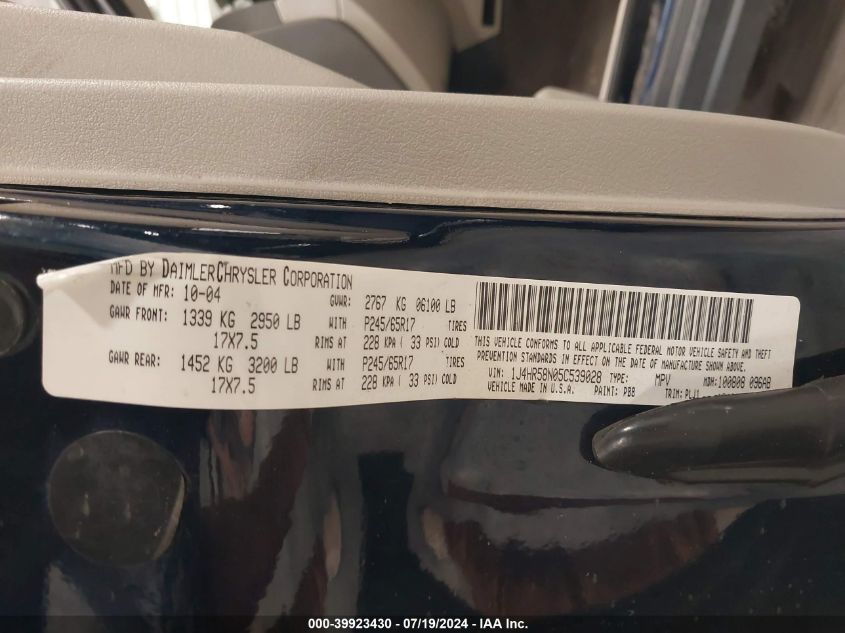 MFD BY DAIMLERCHRYSLER CORPORATION
DATE OF MFR: 10-04 GVWR: 2767 KG 06100 LB
GAWR FRONT: 1339 KG 2950 LB WITH P245/65R17 TIRES
17X7.5 RIMS AT 228 KPA ( 33 PSI) COLD
GAWR REAR: 1452 KG 3200 LB WITH P245/65R17 TIRES
17X7.5 RIMS AT 228 KPA ( 33 PSI) COLD
THIS VEHICLE CONFORMS TO ALL APPLICABLE FEDERAL MOTOR VEHICLE SAFETY AND THEFT
PREVENTION STANDARDS IN EFFECT ON THE DATE OF MANUFACTURE SHOWN ABOVE.
VIN: 1J4HR58N05C539028 TYPE: MPV MDH: 100808 096AB
VEHICLE MADE IN U.S.A. PAINT: PB8 TRIM:
000-39923430 - 07/19/2024 - IAA Inc.